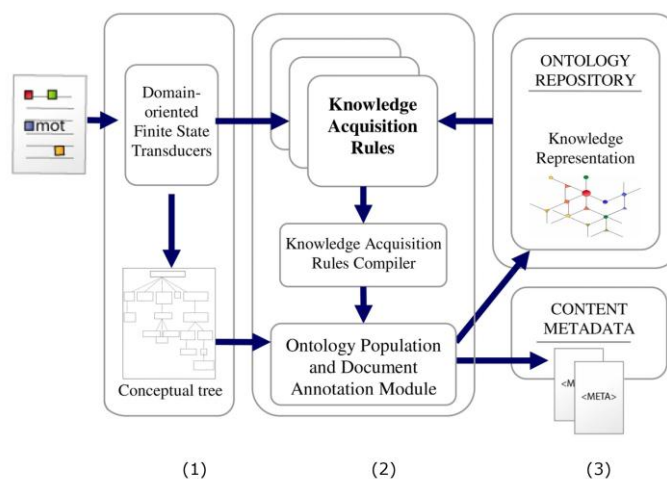 mot
Domain-
oriented
Finite State
Transducers
Conceptual tree
Knowledge
Acquisition
Rules
Knowledge Acquisition
Rules Compiler
Ontology Population
and Document
Annotation Module
ONTOLOGY
REPOSITORY
Knowledge
Representation
CONTENT
METADATA
<M
<META>
(1)
(2)
(3)